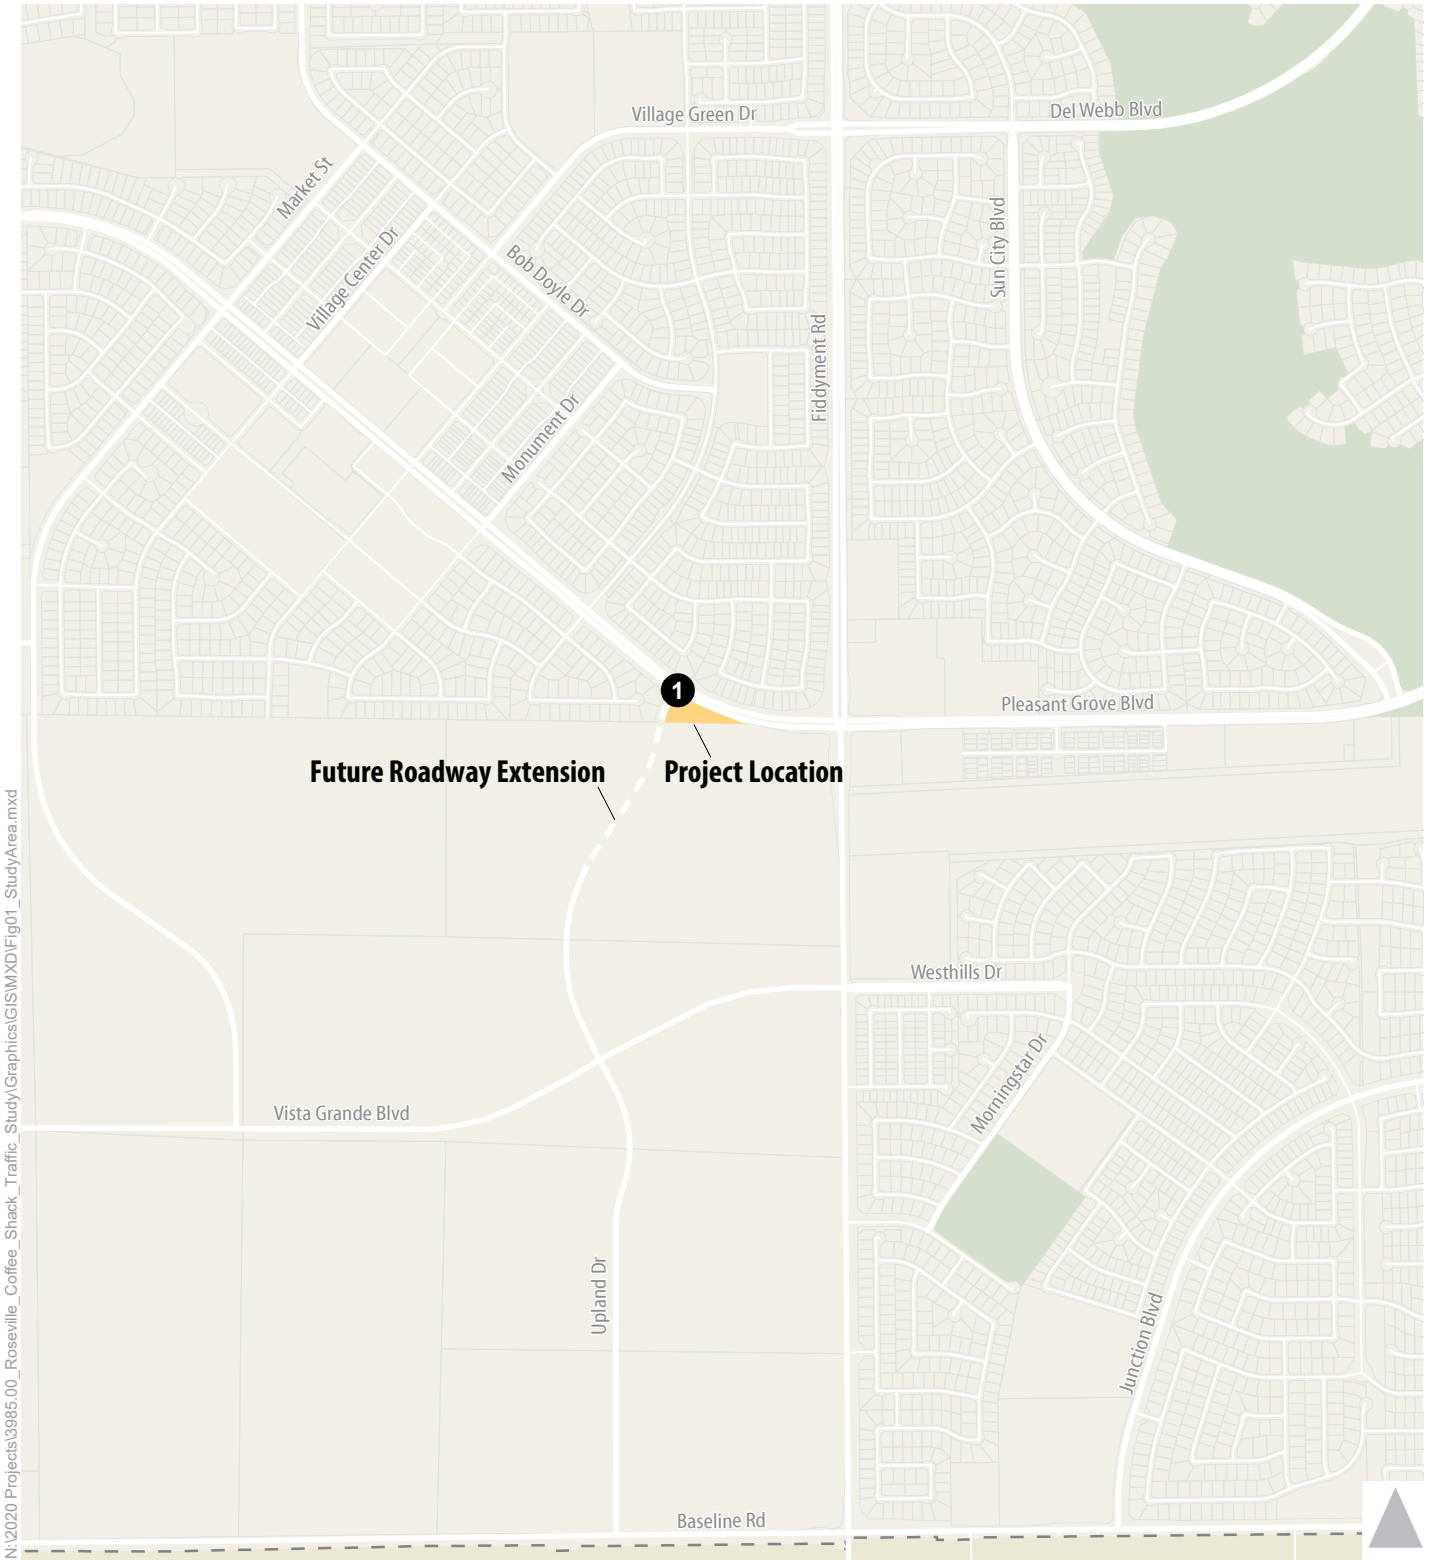 Village Green Dr
Del Webb Blvd
Market St
Village Center Dr
Bob Doyle Dr
Sun City Blvd
Fiddyment Rd
Monument Dr
1
Pleasant Grove Blvd
Future Roadway Extension
Project Location
Westhills Dr
Morningstar Dr
Vista Grande Blvd
Upland Dr
Junction Blvd
Baseline Rd
N:\2020 Projects\3985.00_Roseville_Coffee_Shack_Traffic_Study\Graphics\GIS\MXD\Fig01_StudyArea.mxd